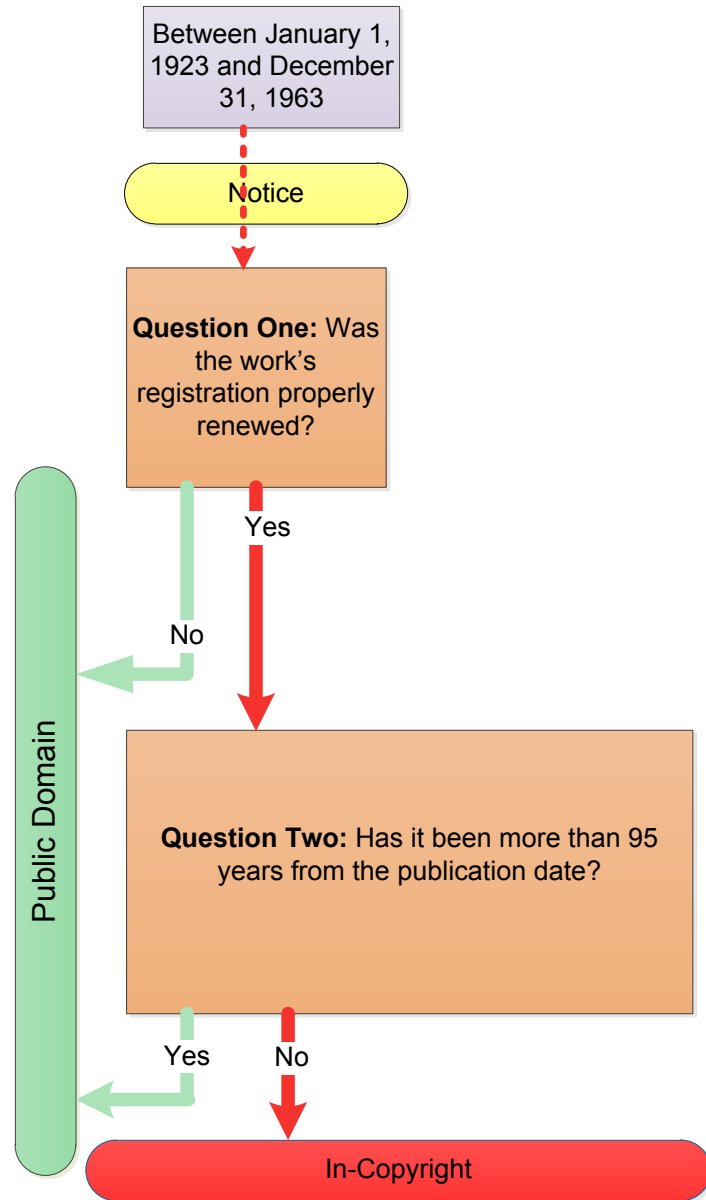 Between January 1,
1923 and December
31, 1963
Notice
Question One: Was
the work’s
registration properly
renewed?
Yes
No
Public Domain
Question Two: Has it been more than 95
years from the publication date?
Yes
No
In-Copyright